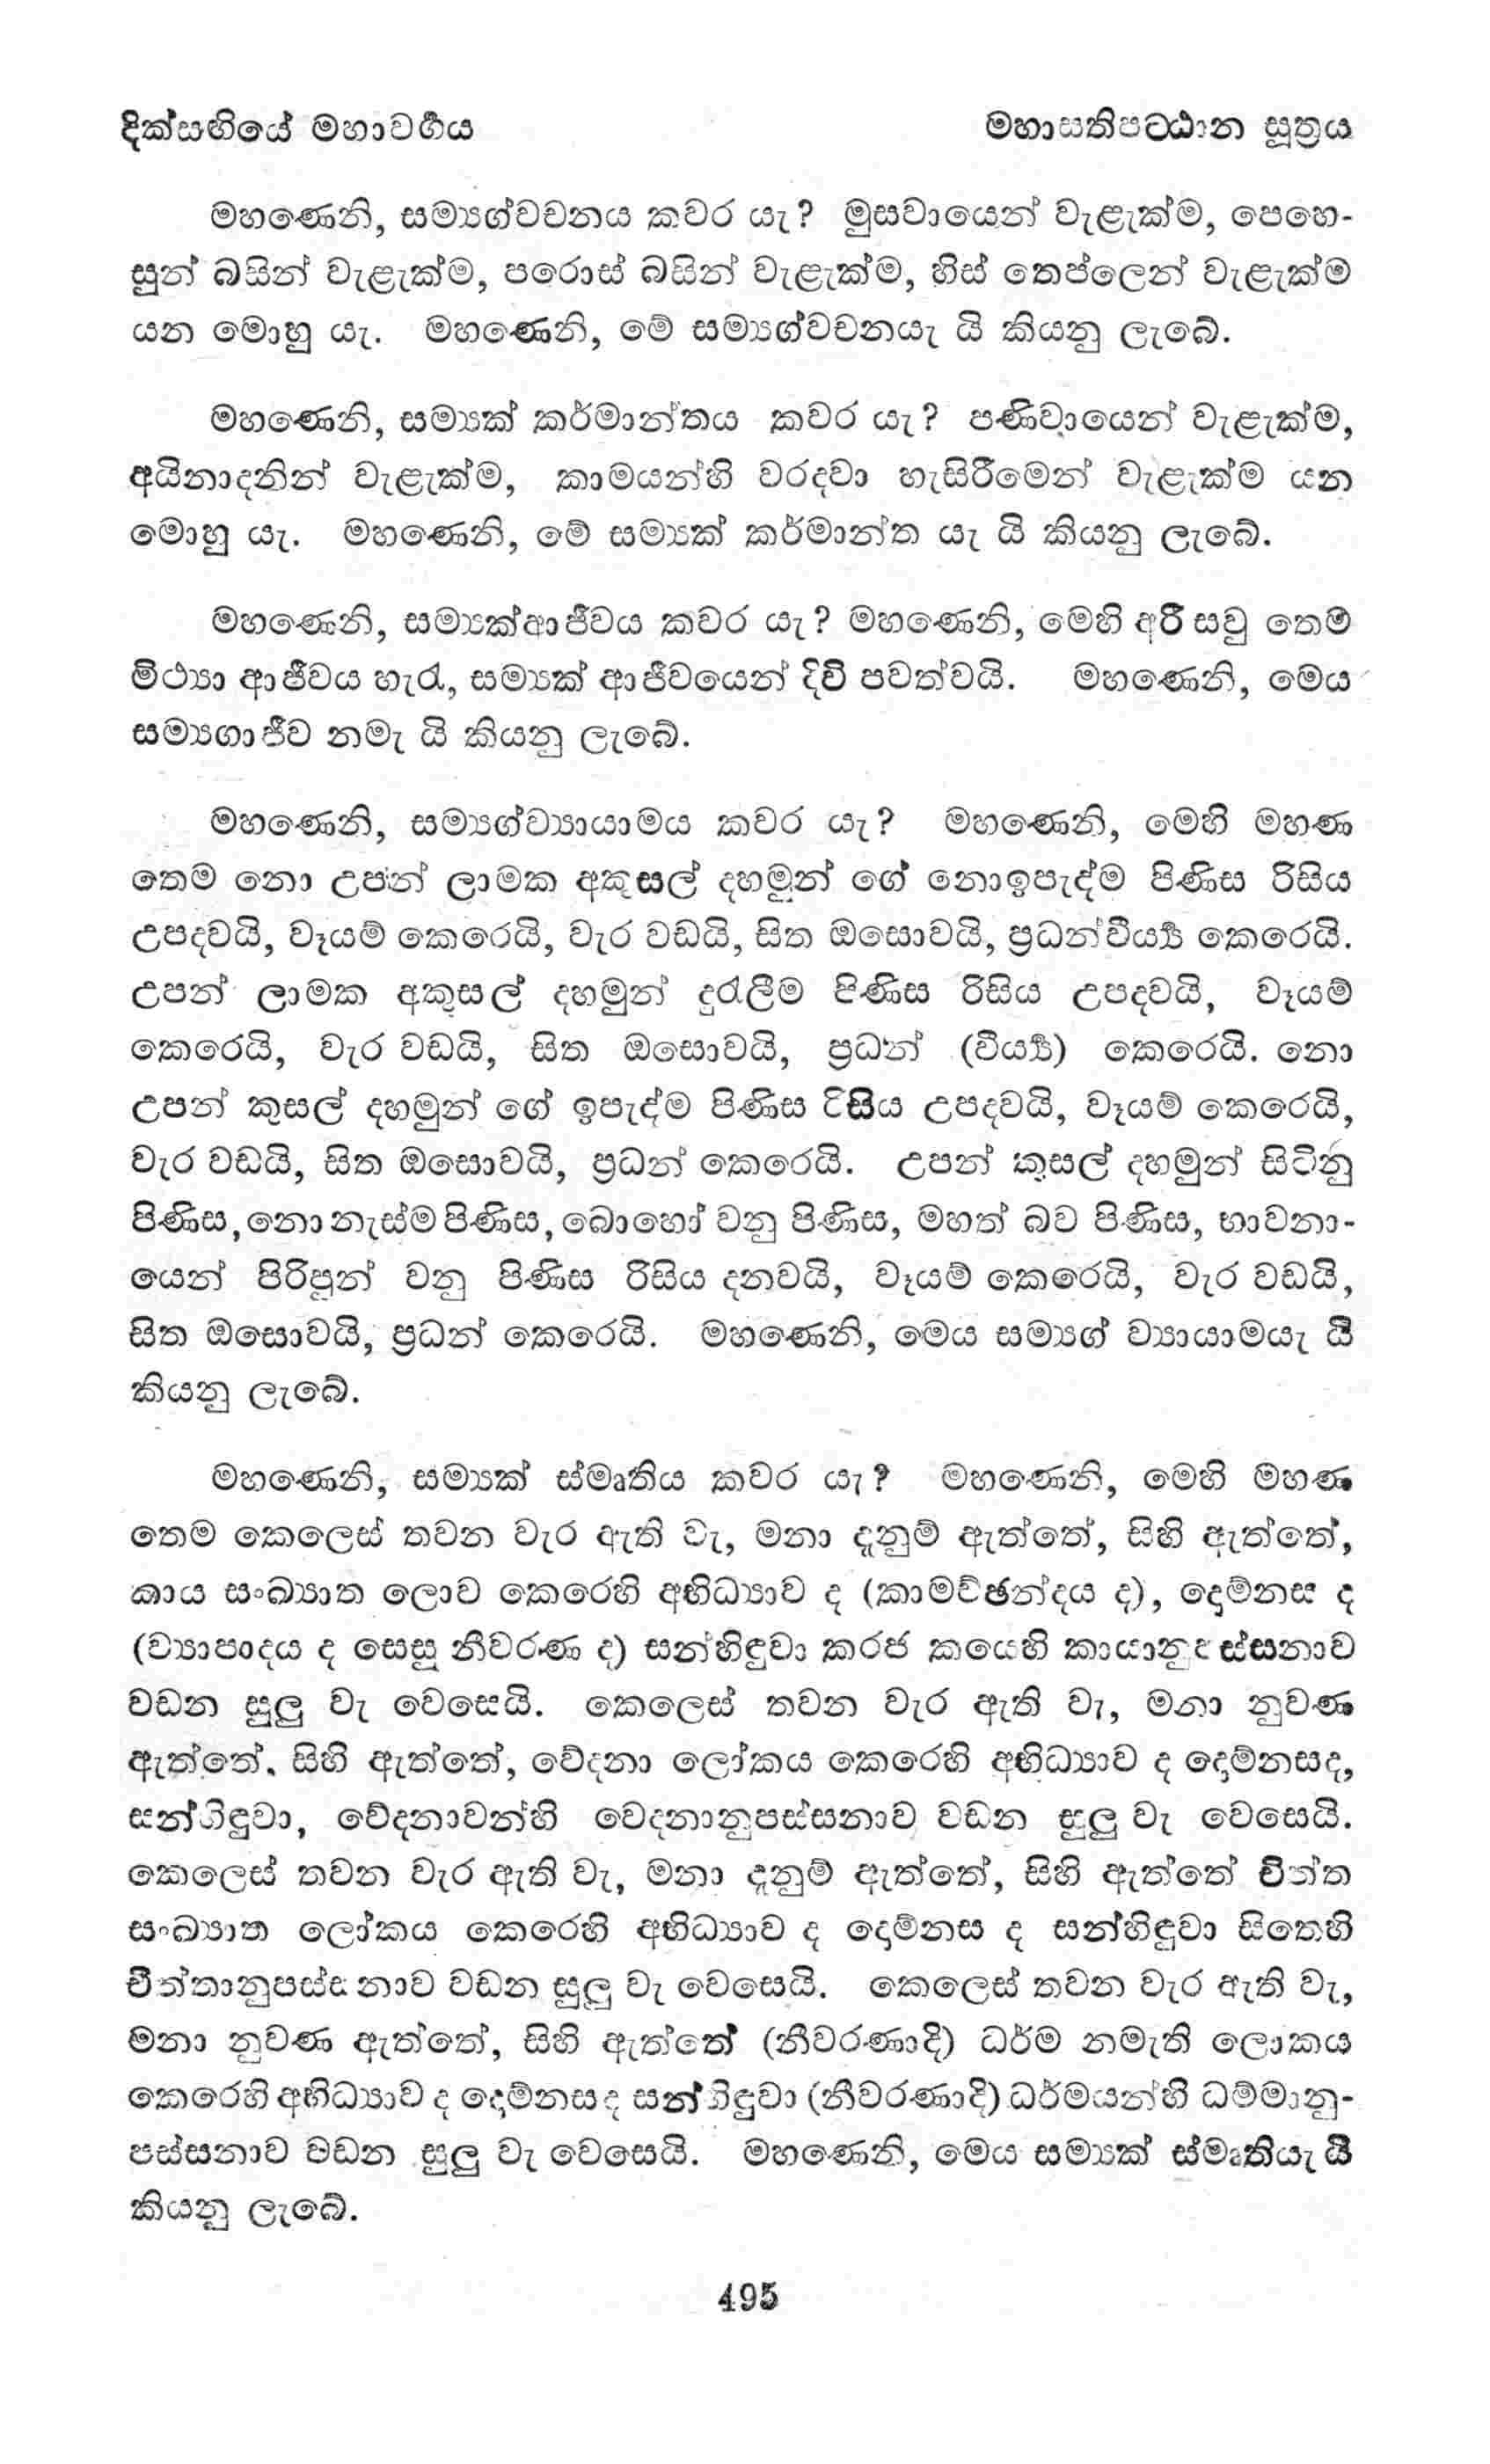 දික්සඟියේ මහාවර්‍ගය
මහාසතිපට්ඨාන සූත්‍රය
මහණෙනි, සම්‍යග්වචනය කවර යැ? මුසවායෙන් වැළැක්ම, පෙහෙ-
සුන් බසින් වැළැක්ම, පරොස් බසින් වැළැක්ම, හිස් තෙප්ලෙන් වැළැක්ම
යන මොහු යැ. මහණෙනි, මේ සම්‍යග්වචනයැ යි කියනු ලැබේ.
මහණෙනි, සම්‍යක් කර්මාන්තය කවර යැ? පණිවායෙන් වැළැක්ම,
අයිනාදනින් වැළැක්ම, කාමයන්හි වරදවා හැසිරීමෙන් වැළැක්ම යන
මොහු යැ. මහණෙනි, මේ සම්‍යක් කර්මාන්ත යැ යි කියනු ලැබේ.
මහණෙනි, සම්‍යක්ආජීවය කවර යැ? මහණෙනි, මෙහි අරී සවු තෙම
මිථ්‍යා ආජීවය හැර, සම්‍යක් ආජීවයෙන් දිවි පවත්වයි. මහණෙනි, මෙය
සම්‍යගාජීව නමැ යි කියනු ලැබේ.
මහණෙනි, සම්‍යග්ව්‍යායාමය කවර යැ? මහණෙනි, මෙහි මහණ
තෙම නො උපන් ලාමක අකුසල් දහමුන් ගේ නොඉපැද්ම පිණිස රිසිය
උපදවයි, වෑයම් කෙරෙයි, වැර වඩයි, සිත ඔසොවයි, ප්‍රධන්වීර්‍ය්‍ය කෙරෙයි.
උපන් ලාමක අකුසල් දහමුන් දුරැලීම පිණිස රිසිය උපදවයි, වෑයම්
කෙරෙයි, වැර වඩයි, සිත ඔසොවයි, ප්‍රධන් (වීර්‍ය්‍ය) කෙරෙයි. නො
උපන් කුසල් දහමුන් ගේ ඉපැද්ම පිණිස රිසිය උපදවයි, වෑයම් කෙරෙයි,
වැර වඩයි, සිත ඔසොවයි, ප්‍රධන් කෙරෙයි. උපන් කුසල් දහමුන් සිටිනු
පිණිස, නොනැස්ම පිණිස, බොහෝ වනු පිණිස, මහත් බව පිණිස, භාවනා-
යෙන් පිරිපුන් වනු පිණිස රිසිය දනවයි, වෑයම් කෙරෙයි, වැර වඩයි,
සිත ඔසොවයි, ප්‍රධන් කෙරෙයි. මහණෙනි, මෙය සම්‍යග් ව්‍යායාමයැ යි
කියනු ලැබේ.
මහණෙනි, සම්‍යක් ස්මෘතිය කවර යැ? මහණෙනි, මෙහි මහණ
තෙම කෙලෙස් තවන වැර ඇති වැ, මනා දැනුම් ඇත්තේ, සිහි ඇත්තේ,
කාය සංඛ්‍යාත ලොව කෙරෙහි අභිධ්‍යාව ද (කාමච්ඡන්දය ද), දොම්නස ද
(ව්‍යාපාදය ද සෙසු නීවරණ ද) සන්හිඳුවා කරජ කයෙහි කායානුපස්සනාව
වඩන සුලු වැ වෙසෙයි. කෙලෙස් තවන වැර ඇති වැ, මනා නුවණ
ඇත්තේ, සිහි ඇත්තේ, වේදනා ලෝකය කෙරෙහි අභිධ්‍යාව ද දොම්නසද,
සන්හිඳුවා, වේදනාවන්හි වෙදනානුපස්සනාව වඩන සුලු වැ වෙසෙයි.
කෙලෙස් තවන වැර ඇති වැ, මනා දැනුම් ඇත්තේ, සිහි ඇත්තේ චිත්ත
සංඛ්‍යාත ලෝකය කෙරෙහි අභිධ්‍යාව ද දොම්නස ද සන්හිඳුවා සිතෙහි
චිත්තානුපස්සනාව වඩන සුලු වැ වෙසෙයි. කෙලෙස් තවන වැර ඇති වැ,
මනා නුවණ ඇත්තේ, සිහි ඇත්තේ (නීවරණාදි) ධර්ම නමැති ලොකය
කෙරෙහි අභිධ්‍යාව ද දොම්නසද සන්හිඳුවා (නීවරණාදි) ධර්මයන්හි ධම්මානු-
පස්සනාව වඩන සුලු වැ වෙසෙයි. මහණෙනි, මෙය සම්‍යක් ස්මෘතියැ යි
කියනු ලැබේ.
495